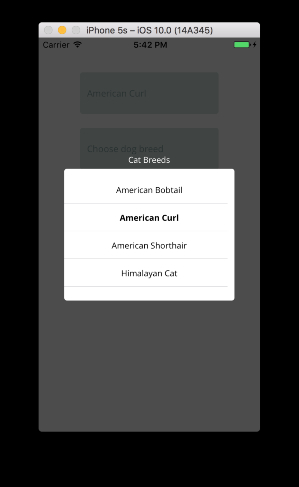 iPhone 5s – iOS 10.0 (14A345)
Carrier 5:42 PM
American Curl
Choose dog breed
Cat Breeds
American Bobtail
American Curl
American Shorthair
Himalayan Cat